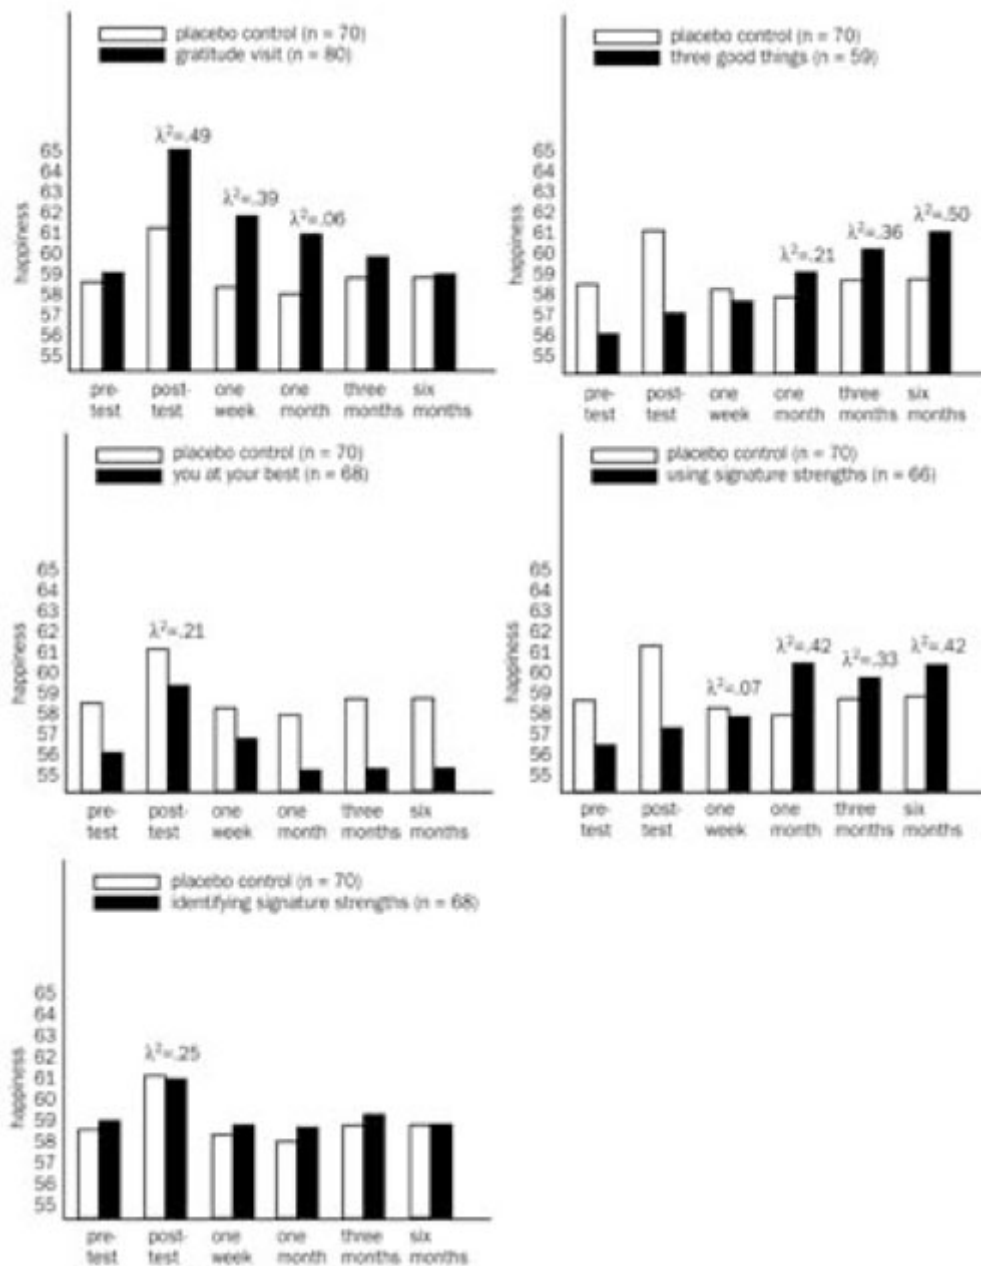 placebo control (n = 70)
gratitude visit (n = 80)
λ²=.49
λ²=.39
λ²=.06
65
64
63
62
61
60
59
58
57
56
55
happiness
pre-test
post-test
one week
one month
three months
six months
placebo control (n = 70)
three good things (n = 59)
λ²=.21
λ²=.36
λ²=.50
65
64
63
62
61
60
59
58
57
56
55
happiness
pre-test
post-test
one week
one month
three months
six months
placebo control (n = 70)
you at your best (n = 68)
λ²=.21
65
64
63
62
61
60
59
58
57
56
55
happiness
pre-test
post-test
one week
one month
three months
six months
placebo control (n = 70)
using signature strengths (n = 66)
λ²=.07
λ²=.42
λ²=.33
λ²=.42
65
64
63
62
61
60
59
58
57
56
55
happiness
pre-test
post-test
one week
one month
three months
six months
placebo control (n = 70)
identifying signature strengths (n = 68)
λ²=.25
65
64
63
62
61
60
59
58
57
56
55
happiness
pre-test
post-test
one week
one month
three months
six months